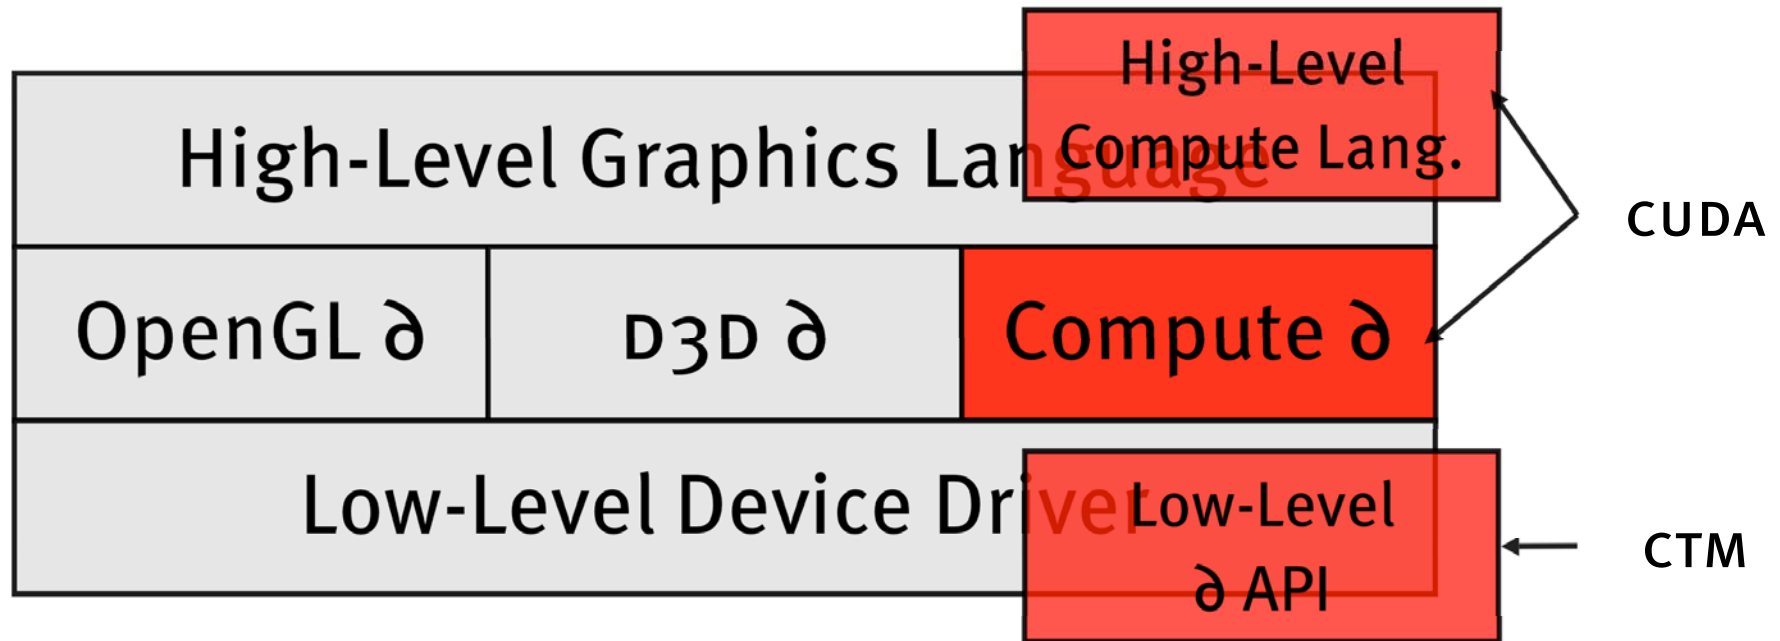 High-Level
Compute Lang.
High-Level Graphics Language
CUDA
OpenGL ∂
D3D ∂
Compute ∂
Low-Level Device Driver
Low-Level
∂ API
CTM